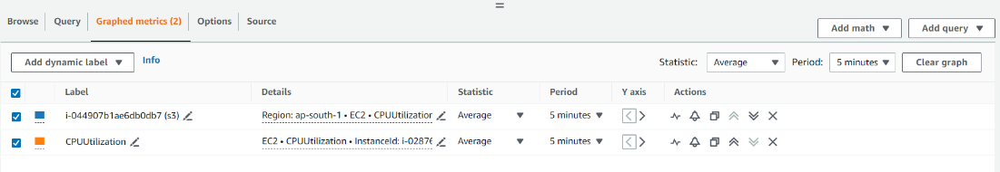 Browse Query Graphed metrics (2) Options Source
Add math Add query
Add dynamic label Info Statistic: Average Period: 5 minutes Clear graph
Label Details Statistic Period Y axis Actions
i-044907b1ae6db0db7 (s3) Region: ap-south-1 • EC2 • CPUUtilization Average 5 minutes
CPUUtilization EC2 • CPUUtilization • InstanceId: i-02876 Average 5 minutes